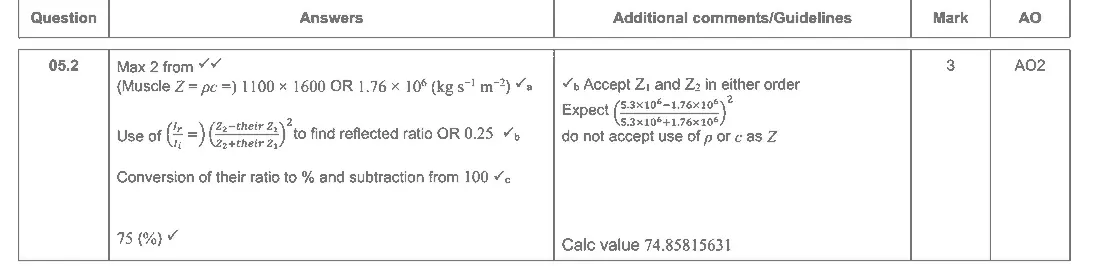 Question Answers Additional comments/Guidelines Mark AO
05.2 Max 2 from ✓✓ 3 AO2
(Muscle Z = ρc =) 1100 × 1600 OR 1.76 × 10⁶ (kg s⁻¹ m⁻²) ✓a ✓b Accept Z₁ and Z₂ in either order
Expect ((5.3×10⁶−1.76×10⁶)/(5.3×10⁶+1.76×10⁶))²
Use of (Iᵣ/Iᵢ =) ((Z₂−their Z₁)/(Z₂+their Z₁))² to find reflected ratio OR 0.25 ✓b do not accept use of ρ or c as Z
Conversion of their ratio to % and subtraction from 100 ✓c
75 (%) ✓ Calc value 74.85815631